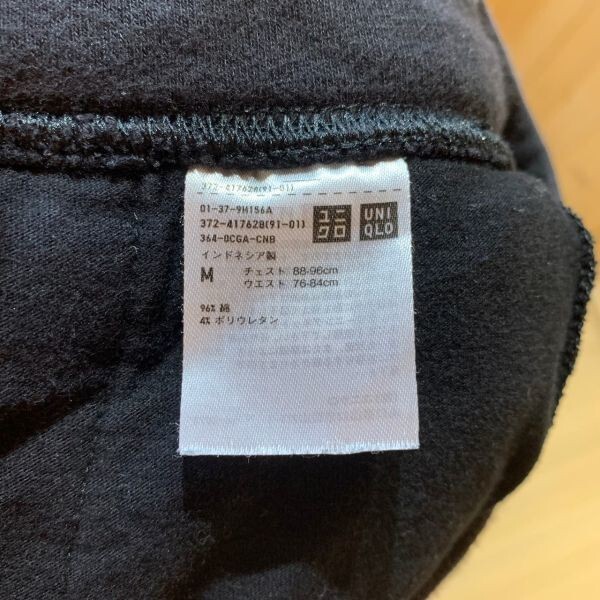 372-417628(91-01)
01-37-9H156A
372-417628(91-01)
364-0CGA-CNB
ユニクロ
UNIQLO
インドネシア製
M
チェスト 88-96cm
ウエスト 76-84cm
96% 綿
4% ポリウレタン